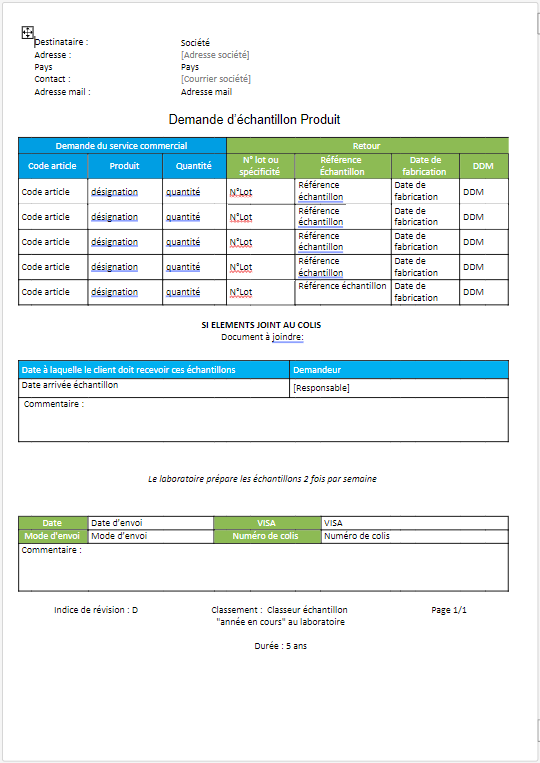 Destinataire : Société
Adresse : [Adresse société]
Pays Pays
Contact : [Courrier société]
Adresse mail : Adresse mail
Demande d'échantillon Produit
Demande du service commercial Retour
Code article Produit Quantité N° lot ou spécificité Référence Échantillon Date de fabrication DDM
Code article désignation quantité N°Lot Référence échantillon Date de fabrication DDM
Code article désignation quantité N°Lot Référence échantillon Date de fabrication DDM
Code article désignation quantité N°Lot Référence échantillon Date de fabrication DDM
Code article désignation quantité N°Lot Référence échantillon Date de fabrication DDM
Code article désignation quantité N°Lot Référence échantillon Date de fabrication DDM
SI ELEMENTS JOINT AU COLIS
Document à joindre:
Date à laquelle le client doit recevoir ces échantillons Demandeur
Date arrivée échantillon [Responsable]
Commentaire :
Le laboratoire prépare les échantillons 2 fois par semaine
Date Date d'envoi VISA VISA
Mode d'envoi Mode d'envoi Numéro de colis Numéro de colis
Commentaire :
Indice de révision : D Classement : Classeur échantillon Page 1/1
"année en cours" au laboratoire
Durée : 5 ans